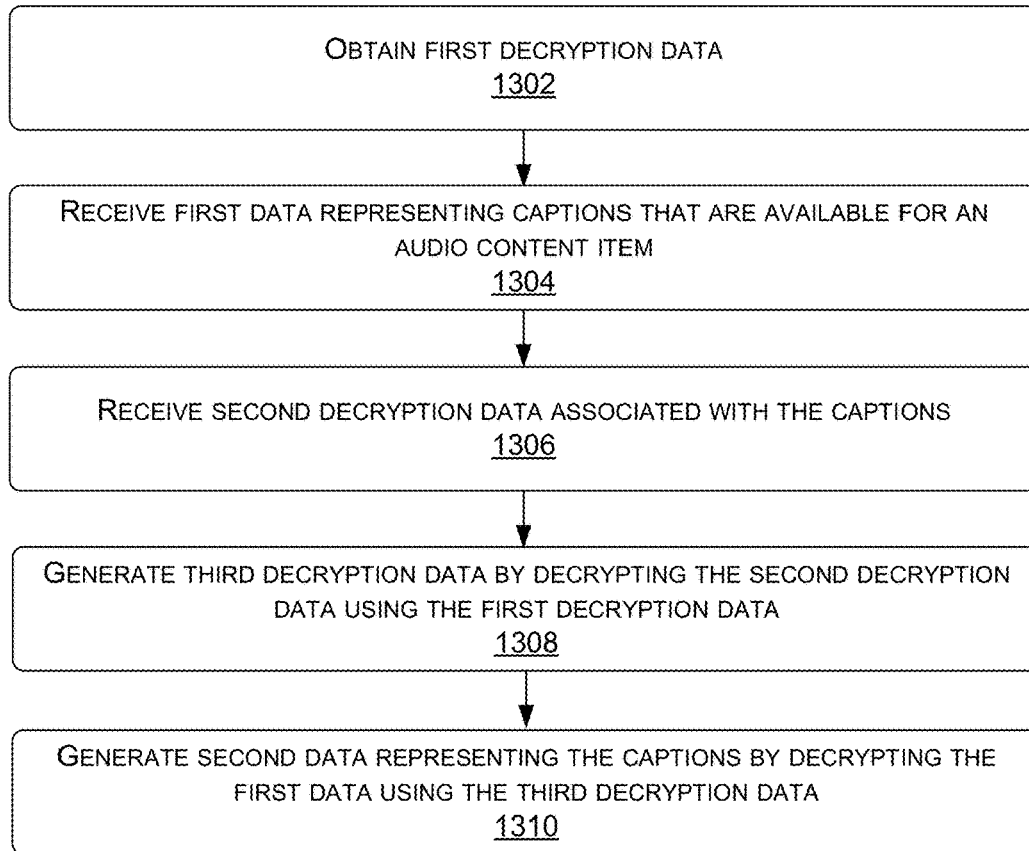 OBTAIN FIRST DECRYPTION DATA
1302
RECEIVE FIRST DATA REPRESENTING CAPTIONS THAT ARE AVAILABLE FOR AN
AUDIO CONTENT ITEM
1304
RECEIVE SECOND DECRYPTION DATA ASSOCIATED WITH THE CAPTIONS
1306
GENERATE THIRD DECRYPTION DATA BY DECRYPTING THE SECOND DECRYPTION
DATA USING THE FIRST DECRYPTION DATA
1308
GENERATE SECOND DATA REPRESENTING THE CAPTIONS BY DECRYPTING THE
FIRST DATA USING THE THIRD DECRYPTION DATA
1310